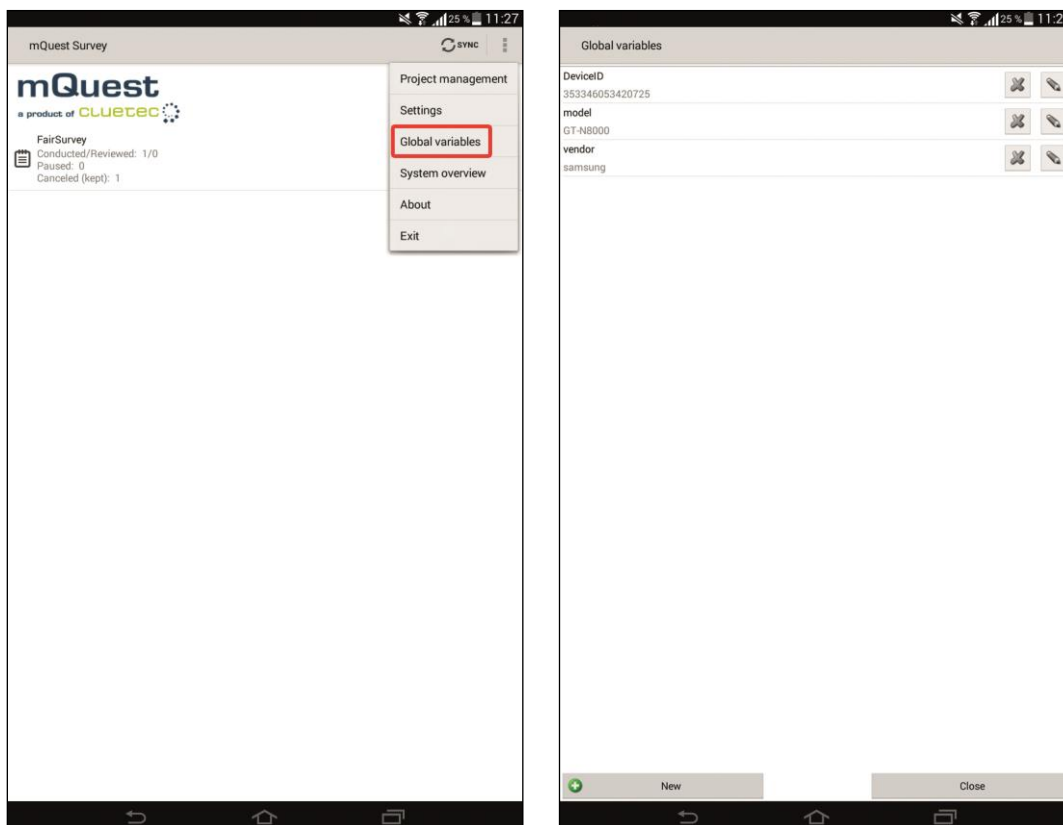 25 % 11:27
mQuest Survey
SYNC
mQuest
a product of cluetec
FairSurvey
Conducted/Reviewed: 1/0
Paused: 0
Canceled (kept): 1
Project management
Settings
Global variables
System overview
About
Exit
25 % 11:2
Global variables
DeviceID
353346053420725
model
GT-N8000
vendor
samsung
New
Close